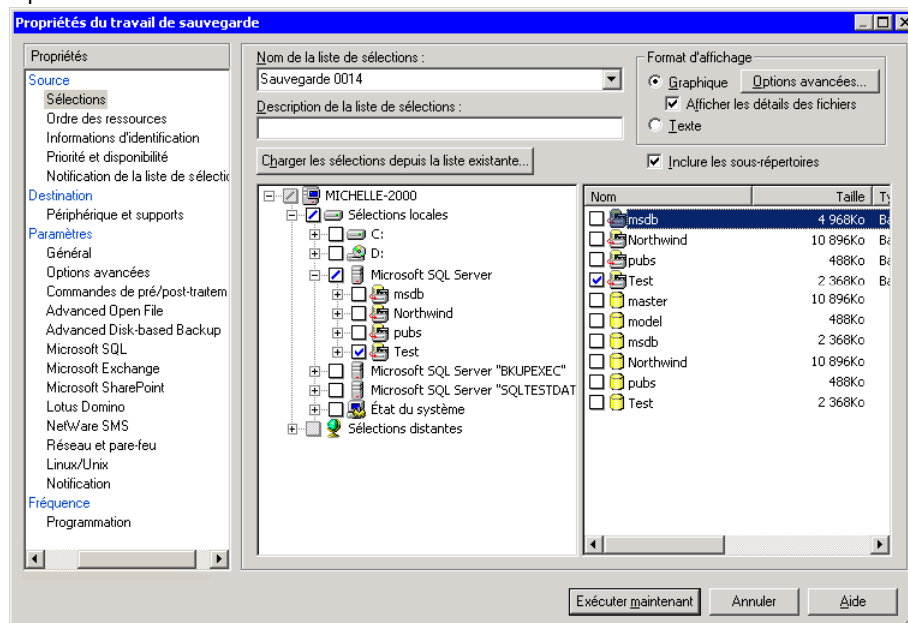 Propriétés du travail de sauvegarde
Propriétés
Source
Sélections
Ordre des ressources
Informations d'identification
Priorité et disponibilité
Notification de la liste de sélectic
Destination
Périphérique et supports
Paramètres
Général
Options avancées
Commandes de pré/post-traitem
Advanced Open File
Advanced Disk-based Backup
Microsoft SQL
Microsoft Exchange
Microsoft SharePoint
Lotus Domino
NetWare SMS
Réseau et pare-feu
Linux/Unix
Notification
Fréquence
Programmation
Nom de la liste de sélections :
Sauvegarde 0014
Description de la liste de sélections :
Charger les sélections depuis la liste existante...
Format d'affichage
Graphique
Options avancées...
Afficher les détails des fichiers
Texte
Inclure les sous-répertoires
MICHELLE-2000
Sélections locales
C:
D:
Microsoft SQL Server
msdb
Northwind
pubs
Test
Microsoft SQL Server "BKUPEXEC"
Microsoft SQL Server "SQLTESTDAT
État du système
Sélections distantes
Nom Taille Ty
msdb 4 968Ko Ba
Northwind 10 896Ko Ba
pubs 488Ko Ba
Test 2 368Ko Ba
master 10 896Ko
model 488Ko
msdb 2 368Ko
Northwind 10 896Ko
pubs 488Ko
Test 2 368Ko
Exécuter maintenant
Annuler
Aide